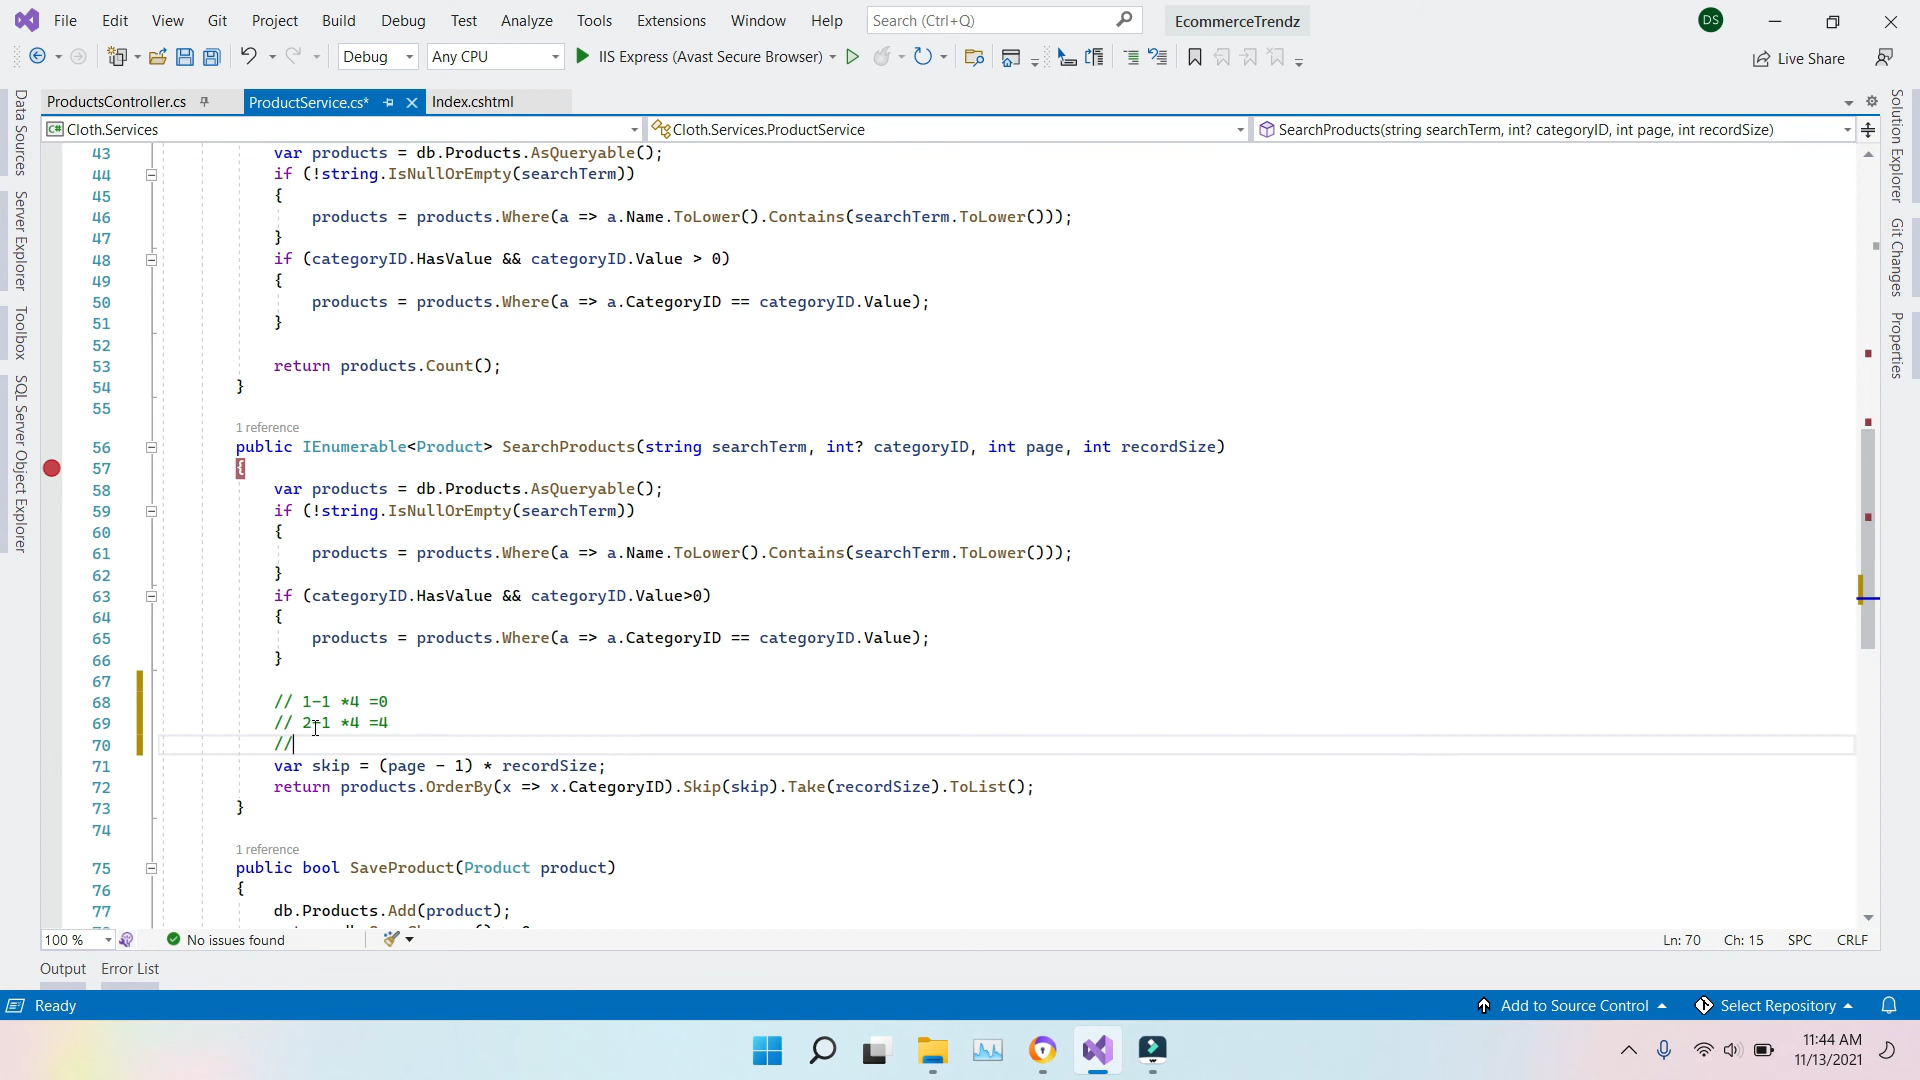 File Edit View Git Project Build Debug Test Analyze Tools Extensions Window Help Search (Ctrl+Q) EcommerceTrendz DS
Debug Any CPU IIS Express (Avast Secure Browser) Live Share
ProductsController.cs ProductService.cs* Index.cshtml
C# Cloth.Services Cloth.Services.ProductService SearchProducts(string searchTerm, int? categoryID, int page, int recordSize)
Data Sources
Server Explorer
Toolbox
SQL Server Object Explorer
43 var products = db.Products.AsQueryable();
44 if (!string.IsNullOrEmpty(searchTerm))
45 {
46 products = products.Where(a => a.Name.ToLower().Contains(searchTerm.ToLower()));
47 }
48 if (categoryID.HasValue && categoryID.Value > 0)
49 {
50 products = products.Where(a => a.CategoryID == categoryID.Value);
51 }
52
53 return products.Count();
54 }
55
1 reference
56 public IEnumerable<Product> SearchProducts(string searchTerm, int? categoryID, int page, int recordSize)
57 {
58 var products = db.Products.AsQueryable();
59 if (!string.IsNullOrEmpty(searchTerm))
60 {
61 products = products.Where(a => a.Name.ToLower().Contains(searchTerm.ToLower()));
62 }
63 if (categoryID.HasValue && categoryID.Value>0)
64 {
65 products = products.Where(a => a.CategoryID == categoryID.Value);
66 }
67
68 // 1-1 *4 =0
69 // 2-1 *4 =4
70 //
71 var skip = (page - 1) * recordSize;
72 return products.OrderBy(x => x.CategoryID).Skip(skip).Take(recordSize).ToList();
73 }
74
1 reference
75 public bool SaveProduct(Product product)
76 {
77 db.Products.Add(product);
Solution Explorer
Git Changes
Properties
100 % No issues found Ln: 70 Ch: 15 SPC CRLF
Output Error List
Ready Add to Source Control Select Repository
11:44 AM
11/13/2021